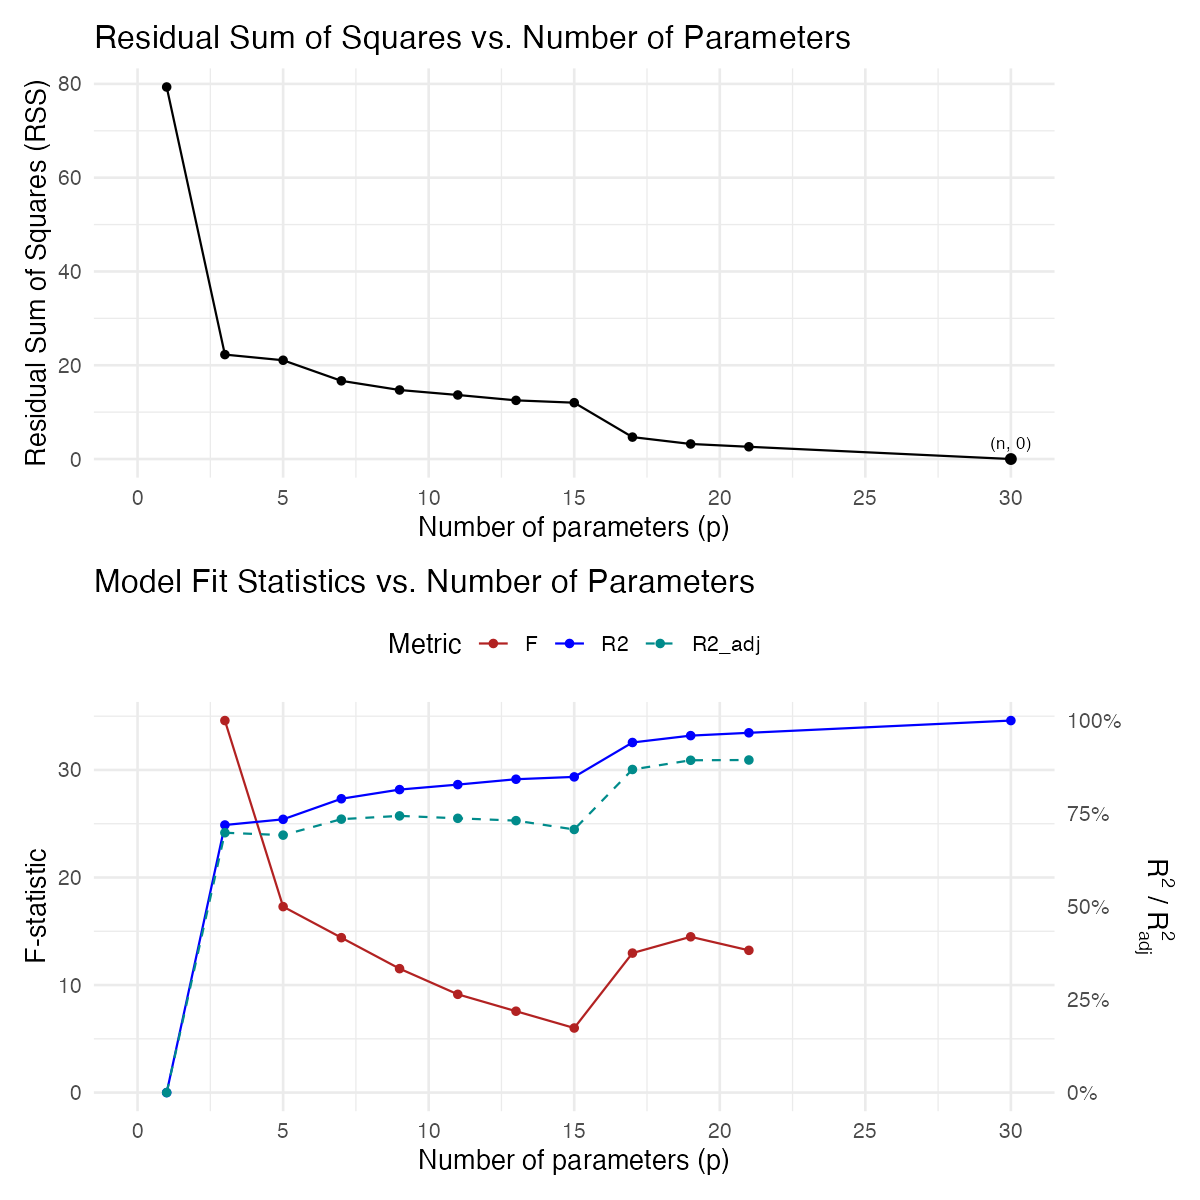 Residual Sum of Squares vs. Number of Parameters
Residual Sum of Squares (RSS)
80
60
40
20
0
(n, 0)
0 5 10 15 20 25 30
Number of parameters (p)
Model Fit Statistics vs. Number of Parameters
Metric F R2 R2_adj
F-statistic
30
20
10
0
100%
75%
50%
25%
0%
R² / R²adj
0 5 10 15 20 25 30
Number of parameters (p)